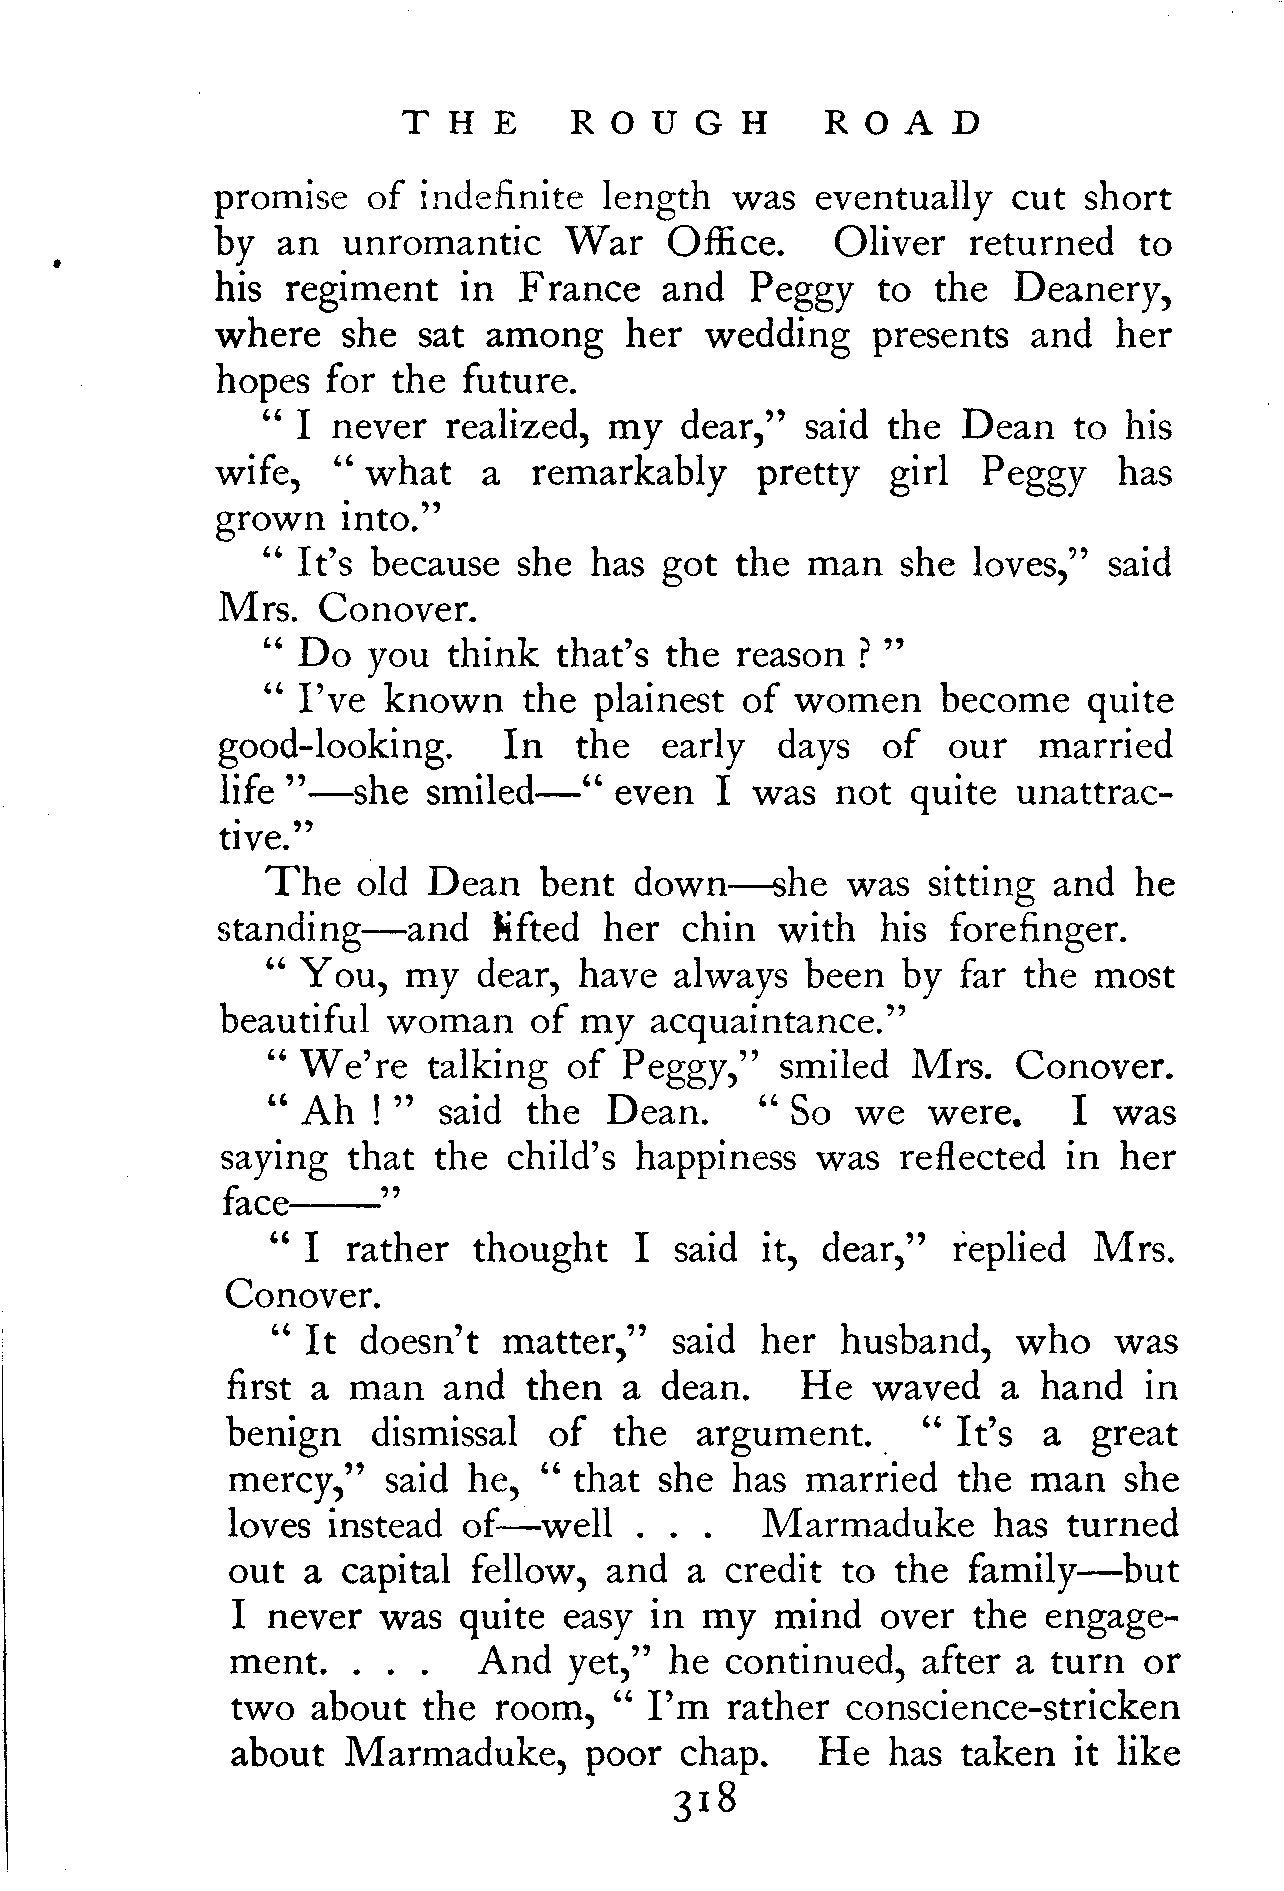 THE ROUGH ROAD
promise of indefinite length was eventually cut short
by an unromantic War Office. Oliver returned to
his regiment in France and Peggy to the Deanery,
where she sat among her wedding presents and her
hopes for the future.
“ I never realized, my dear,” said the Dean to his
wife, “ what a remarkably pretty girl Peggy has
grown into.”
“ It’s because she has got the man she loves,” said
Mrs. Conover.
“ Do you think that’s the reason ? ”
“ I’ve known the plainest of women become quite
good-looking. In the early days of our married
life ”—she smiled—“ even I was not quite unattrac-
tive.”
The old Dean bent down—she was sitting and he
standing—and lifted her chin with his forefinger.
“ You, my dear, have always been by far the most
beautiful woman of my acquaintance.”
“ We’re talking of Peggy,” smiled Mrs. Conover.
“ Ah ! ” said the Dean. “ So we were. I was
saying that the child’s happiness was reflected in her
face——”
“ I rather thought I said it, dear,” replied Mrs.
Conover.
“ It doesn’t matter,” said her husband, who was
first a man and then a dean. He waved a hand in
benign dismissal of the argument. “ It’s a great
mercy,” said he, “ that she has married the man she
loves instead of—well . . . Marmaduke has turned
out a capital fellow, and a credit to the family—but
I never was quite easy in my mind over the engage-
ment. . . . And yet,” he continued, after a turn or
two about the room, “ I’m rather conscience-stricken
about Marmaduke, poor chap. He has taken it like
318